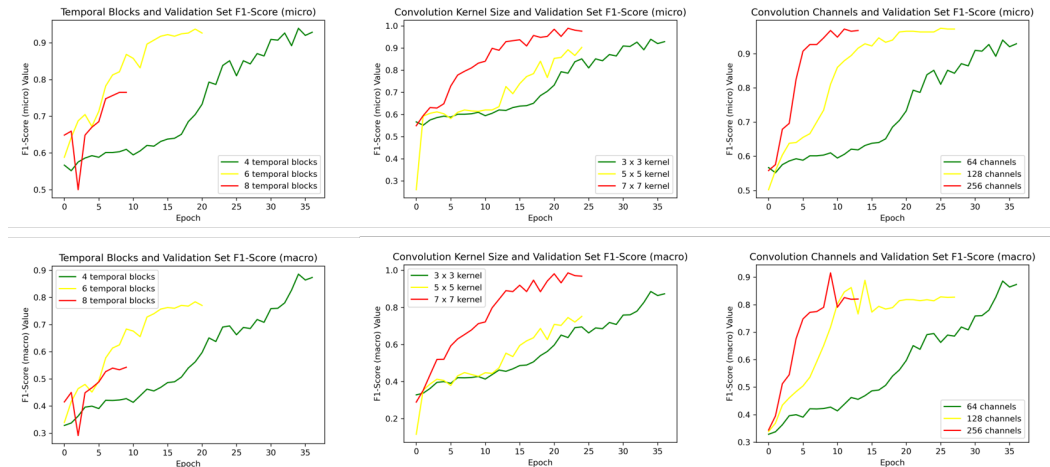 Temporal Blocks and Validation Set F1-Score (micro)
F1-Score (micro) Value
0.9
0.8
0.7
0.6
0.5
4 temporal blocks
6 temporal blocks
8 temporal blocks
0 5 10 15 20 25 30 35
Epoch
Convolution Kernel Size and Validation Set F1-Score (micro)
F1-Score (micro) Value
1.0
0.9
0.8
0.7
0.6
0.5
0.4
0.3
3 x 3 kernel
5 x 5 kernel
7 x 7 kernel
0 5 10 15 20 25 30 35
Epoch
Convolution Channels and Validation Set F1-Score (micro)
F1-Score (micro) Value
0.9
0.8
0.7
0.6
0.5
64 channels
128 channels
256 channels
0 5 10 15 20 25 30 35
Epoch
Temporal Blocks and Validation Set F1-Score (macro)
F1-Score (macro) Value
0.9
0.8
0.7
0.6
0.5
0.4
0.3
4 temporal blocks
6 temporal blocks
8 temporal blocks
0 5 10 15 20 25 30 35
Epoch
Convolution Kernel Size and Validation Set F1-Score (macro)
F1-Score (macro) Value
1.0
0.8
0.6
0.4
0.2
3 x 3 kernel
5 x 5 kernel
7 x 7 kernel
0 5 10 15 20 25 30 35
Epoch
Convolution Channels and Validation Set F1-Score (macro)
F1-Score (macro) Value
0.9
0.8
0.7
0.6
0.5
0.4
0.3
64 channels
128 channels
256 channels
0 5 10 15 20 25 30 35
Epoch